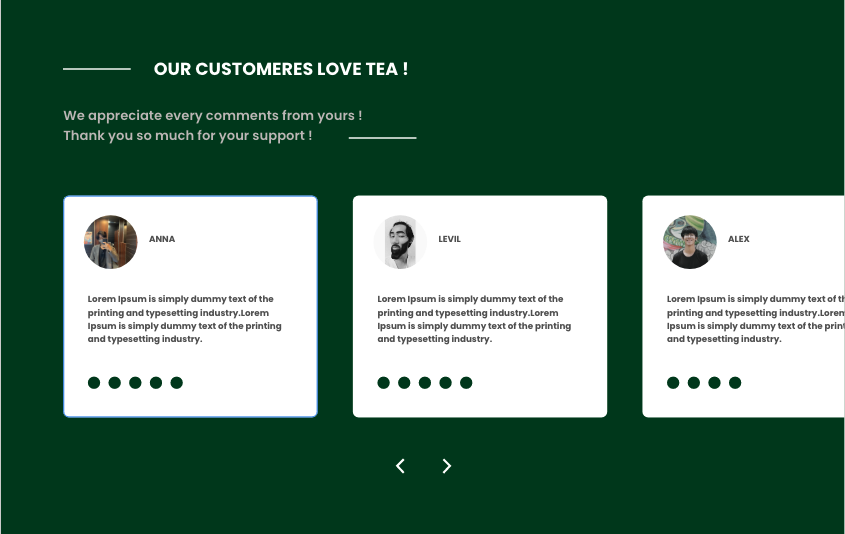 OUR CUSTOMERES LOVE TEA !
We appreciate every comments from yours !
Thank you so much for your support !
ANNA
Lorem Ipsum is simply dummy text of the
printing and typesetting industry.Lorem
Ipsum is simply dummy text of the printing
and typesetting industry.
LEVIL
Lorem Ipsum is simply dummy text of the
printing and typesetting industry.Lorem
Ipsum is simply dummy text of the printing
and typesetting industry.
ALEX
Lorem Ipsum is simply dummy text of
printing and typesetting industry.Lorem
Ipsum is simply dummy text of the
and typesetting industry.